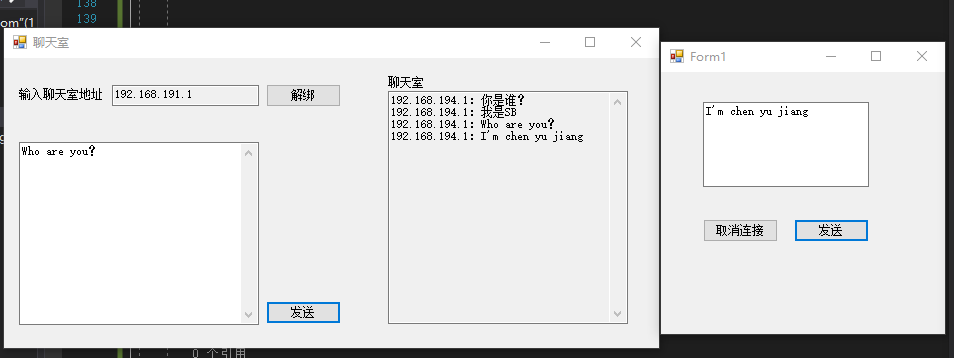 138
139
om"(1
聊天室
输入聊天室地址
192.168.191.1
解绑
Who are you?
发送
聊天室
192.168.194.1: 你是谁?
192.168.194.1: 我是SB
192.168.194.1: Who are you?
192.168.194.1: I'm chen yu jiang
Form1
I'm chen yu jiang
取消连接
发送
0 个引用